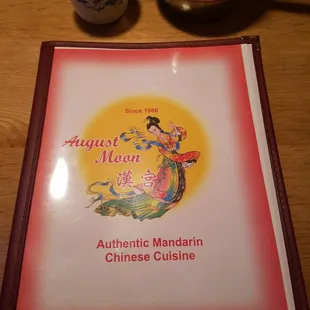 Since 1986
August
Moon
漢宮
Authentic Mandarin
Chinese Cuisine